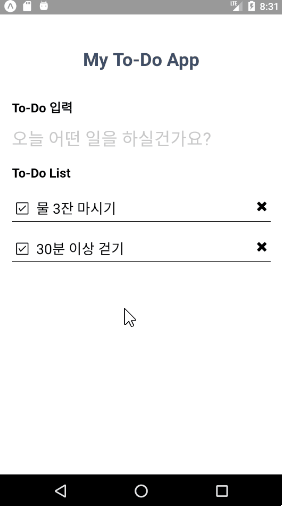 8:31
My To-Do App
To-Do 입력
오늘 어떤 일을 하실건가요?
To-Do List
물 3잔 마시기
30분 이상 걷기